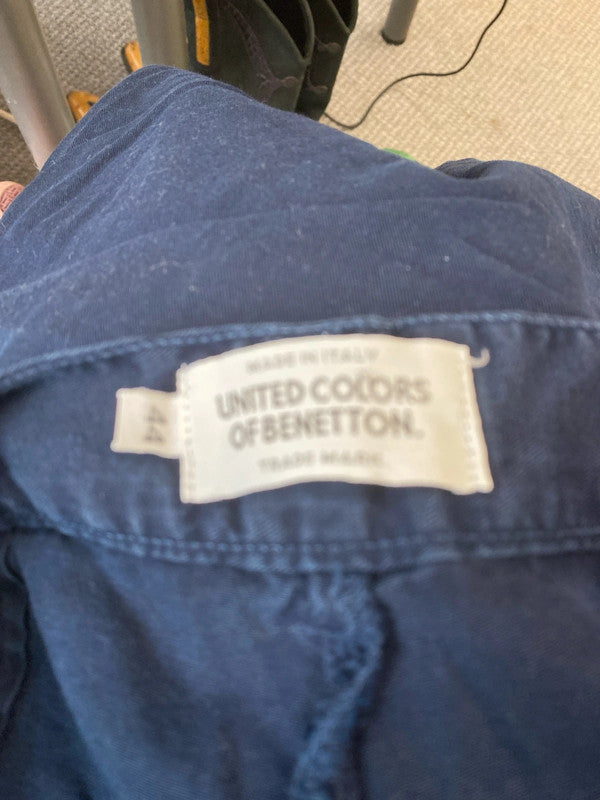 MADE IN ITALY
UNITED COLORS
OF BENETTON.
TRADE MARK
44